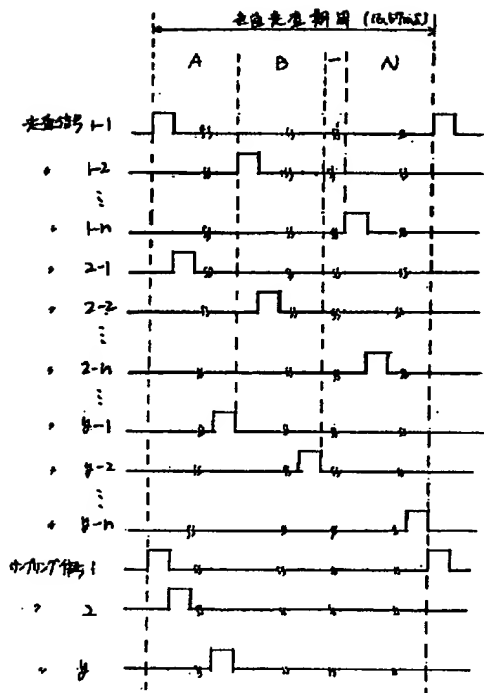 走査期間 (16.67mS)
A B N
走査信号 1-1
〃 1-2
⋮
〃 1-n
〃 2-1
〃 2-2
⋮
〃 2-n
⋮
〃 y-1
〃 y-2
⋮
〃 y-n
サンプリング信号 1
〃 2
〃 y